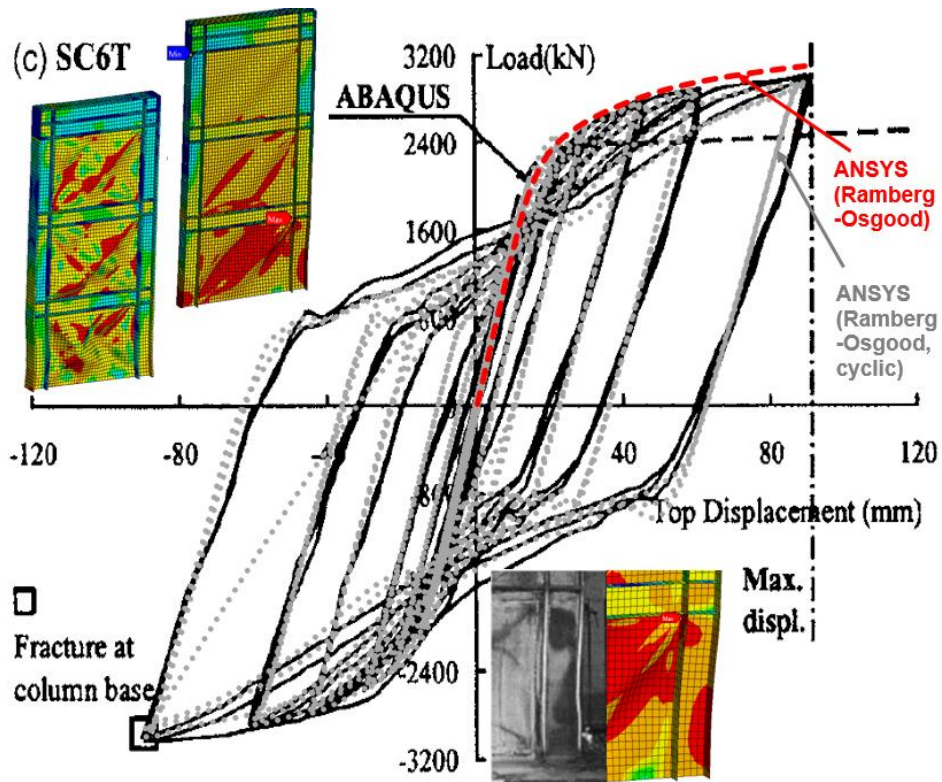 (c) SC6T
3200
Load(kN)
Min
ABAQUS
2400
ANSYS
(Ramberg
-Osgood)
1600
Max
ANSYS
(Ramberg
-Osgood,
cyclic)
-120
-80
40
80
120
Top Displacement (mm)
Max.
displ.
Fracture at
column base
-2400
-3200